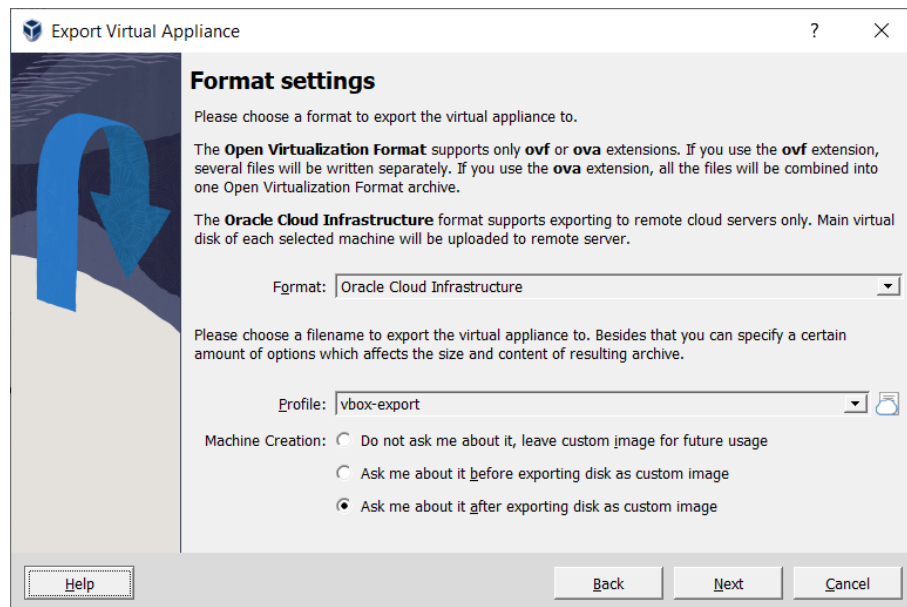 Export Virtual Appliance
?
Format settings
Please choose a format to export the virtual appliance to.
The Open Virtualization Format supports only ovf or ova extensions. If you use the ovf extension,
several files will be written separately. If you use the ova extension, all the files will be combined into
one Open Virtualization Format archive.
The Oracle Cloud Infrastructure format supports exporting to remote cloud servers only. Main virtual
disk of each selected machine will be uploaded to remote server.
Format: Oracle Cloud Infrastructure
Please choose a filename to export the virtual appliance to. Besides that you can specify a certain
amount of options which affects the size and content of resulting archive.
Profile: vbox-export
Machine Creation: Do not ask me about it, leave custom image for future usage
Ask me about it before exporting disk as custom image
Ask me about it after exporting disk as custom image
Help Back Next Cancel